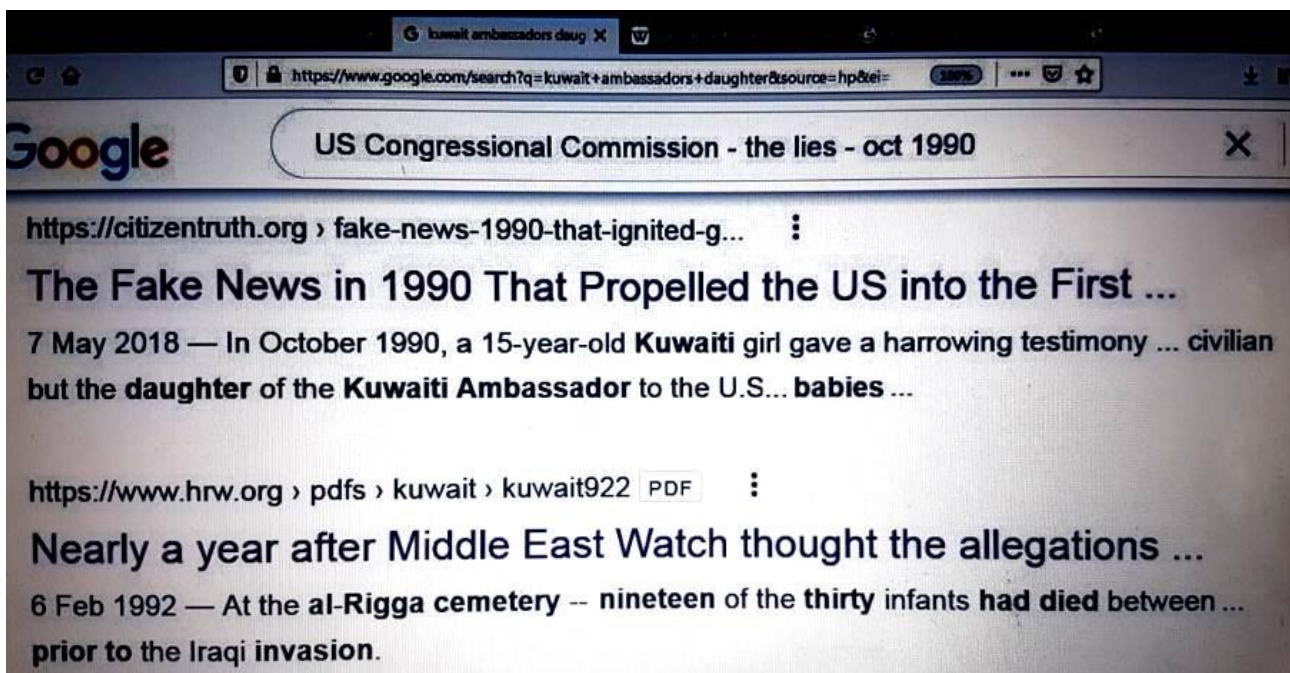 kuwait ambassadors daug
https://www.google.com/search?q=kuwait+ambassadors+daughter&source=hp&ei=
100%
Google
US Congressional Commission - the lies - oct 1990
https://citizentruth.org › fake-news-1990-that-ignited-g...
The Fake News in 1990 That Propelled the US into the First ...
7 May 2018 — In October 1990, a 15-year-old Kuwaiti girl gave a harrowing testimony ... civilian
but the daughter of the Kuwaiti Ambassador to the U.S... babies ...
https://www.hrw.org › pdfs › kuwait › kuwait922 PDF
Nearly a year after Middle East Watch thought the allegations ...
6 Feb 1992 — At the al-Rigga cemetery -- nineteen of the thirty infants had died between ...
prior to the Iraqi invasion.